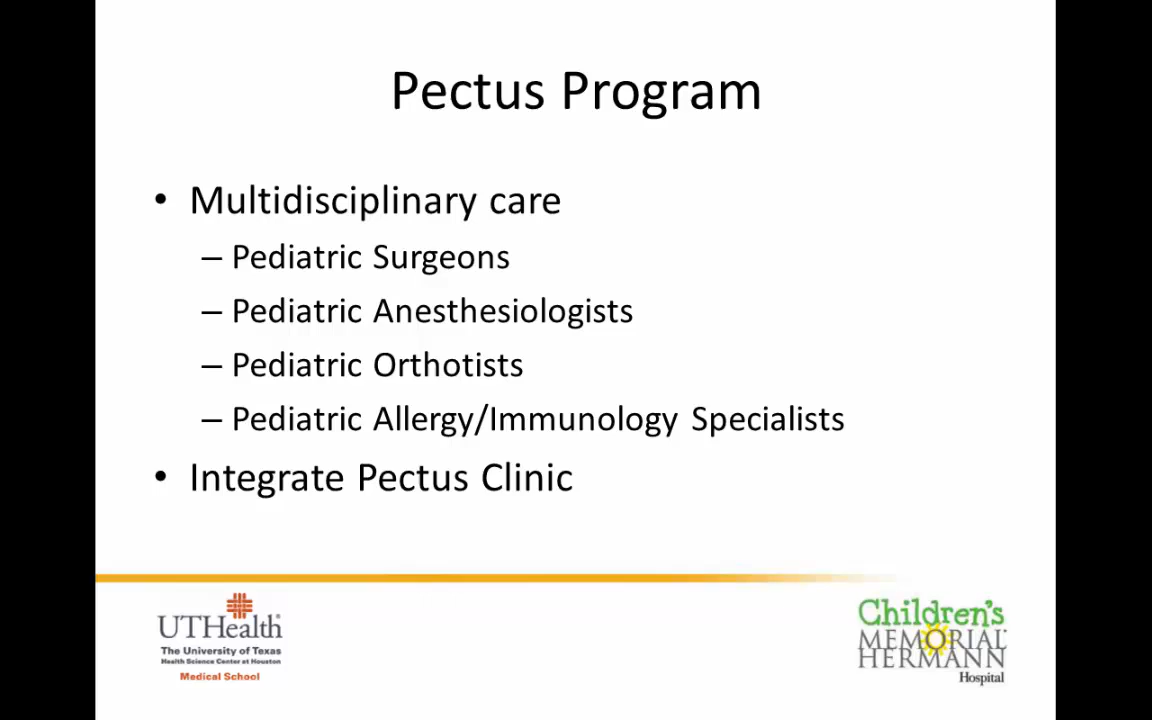 Pectus Program
• Multidisciplinary care
– Pediatric Surgeons
– Pediatric Anesthesiologists
– Pediatric Orthotists
– Pediatric Allergy/Immunology Specialists
• Integrate Pectus Clinic
UTHealth
The University of Texas
Health Science Center at Houston
Medical School
Children's
MEMORIAL
HERMANN
Hospital